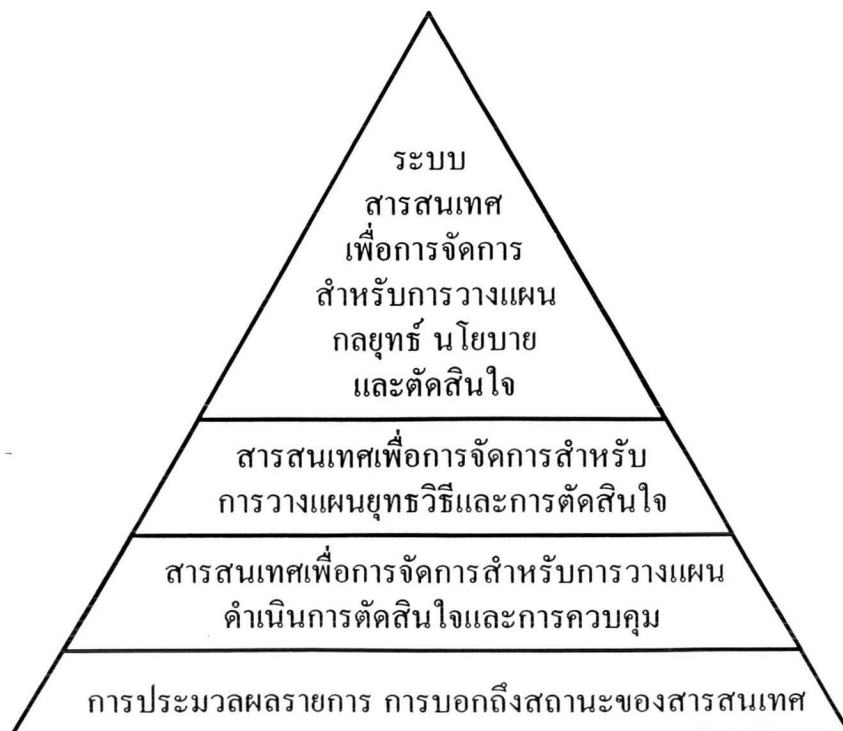 ระบบ
สารสนเทศ
เพื่อการจัดการ
สำหรับการวางแผน
กลยุทธ์ นโยบาย
และตัดสินใจ
สารสนเทศเพื่อการจัดการสำหรับ
การวางแผนยุทธวิธีและการตัดสินใจ
สารสนเทศเพื่อการจัดการสำหรับการวางแผน
ดำเนินการตัดสินใจและการควบคุม
การประมวลผลรายการ การบอกถึงสถานะของสารสนเทศ